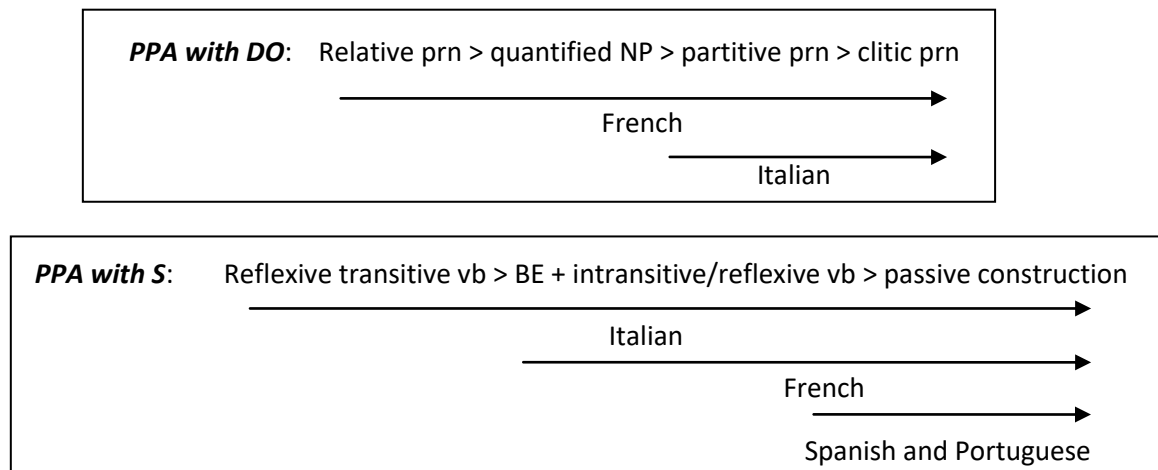 PPA with DO: Relative prn > quantified NP > partitive prn > clitic prn
French
Italian
PPA with S: Reflexive transitive vb > BE + intransitive/reflexive vb > passive construction
Italian
French
Spanish and Portuguese